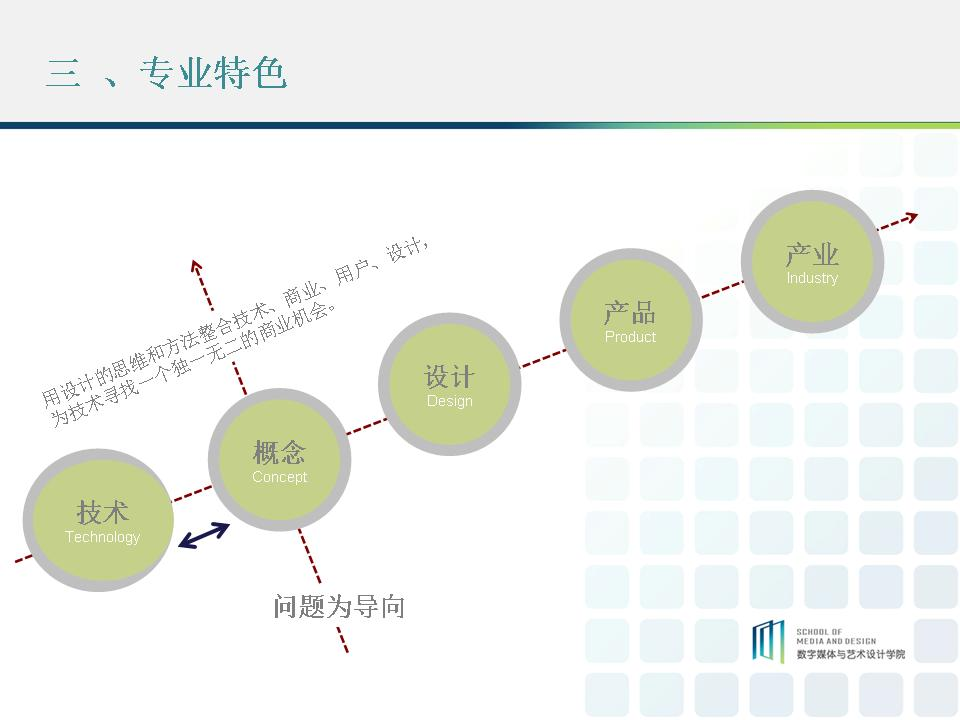 三 、专业特色
用设计的思维和方法整合技术、商业、用户、设计,
为技术寻找一个独一无二的商业机会。
技术
Technology
概念
Concept
设计
Design
产品
Product
产业
Industry
问题为导向
SCHOOL OF
MEDIA AND DESIGN
数字媒体与艺术设计学院